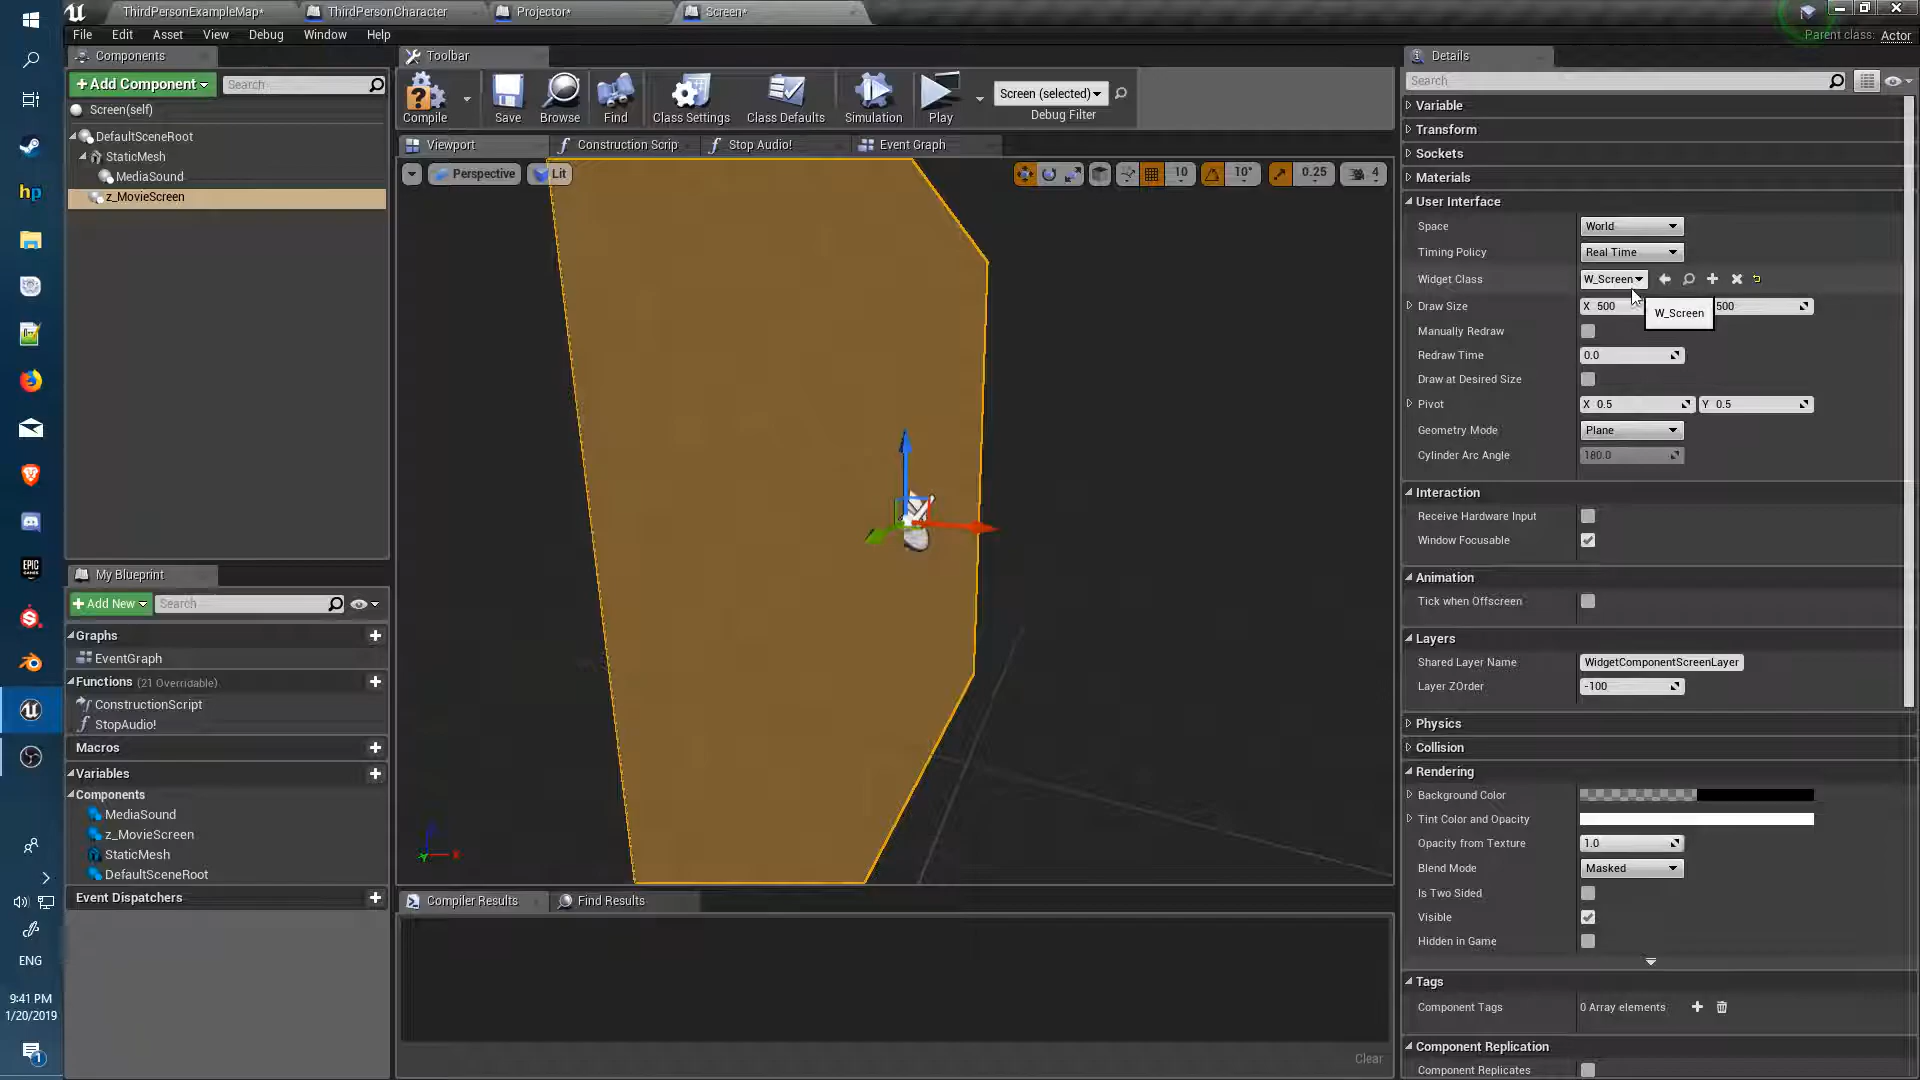 ThirdPersonExampleMap*
ThirdPersonCharacter
Projector*
Screen*
File Edit Asset View Debug Window Help
Parent class: Actor
Components
+ Add Component
Search
Screen(self)
DefaultSceneRoot
StaticMesh
MediaSound
z_MovieScreen
My Blueprint
+ Add New
Search
Graphs
EventGraph
Functions (21 Overridable)
ConstructionScript
StopAudio!
Macros
Variables
Components
MediaSound
z_MovieScreen
StaticMesh
DefaultSceneRoot
Event Dispatchers
Toolbar
Compile
Save
Browse
Find
Class Settings
Class Defaults
Simulation
Play
Screen (selected)
Debug Filter
Viewport
Construction Scrip
Stop Audio!
Event Graph
Perspective
Lit
10
10°
0.25
4
Compiler Results
Find Results
Clear
Details
Search
Variable
Transform
Sockets
Materials
User Interface
Space World
Timing Policy Real Time
Widget Class W_Screen
Draw Size X 500 500
W_Screen
Manually Redraw
Redraw Time 0.0
Draw at Desired Size
Pivot X 0.5 Y 0.5
Geometry Mode Plane
Cylinder Arc Angle 180.0
Interaction
Receive Hardware Input
Window Focusable
Animation
Tick when Offscreen
Layers
Shared Layer Name WidgetComponentScreenLayer
Layer ZOrder -100
Physics
Collision
Rendering
Background Color
Tint Color and Opacity
Opacity from Texture 1.0
Blend Mode Masked
Is Two Sided
Visible
Hidden in Game
Tags
Component Tags 0 Array elements
Component Replication
Component Replicates
hp
EPIC
GAMES
ENG
9:41 PM
1/20/2019
1